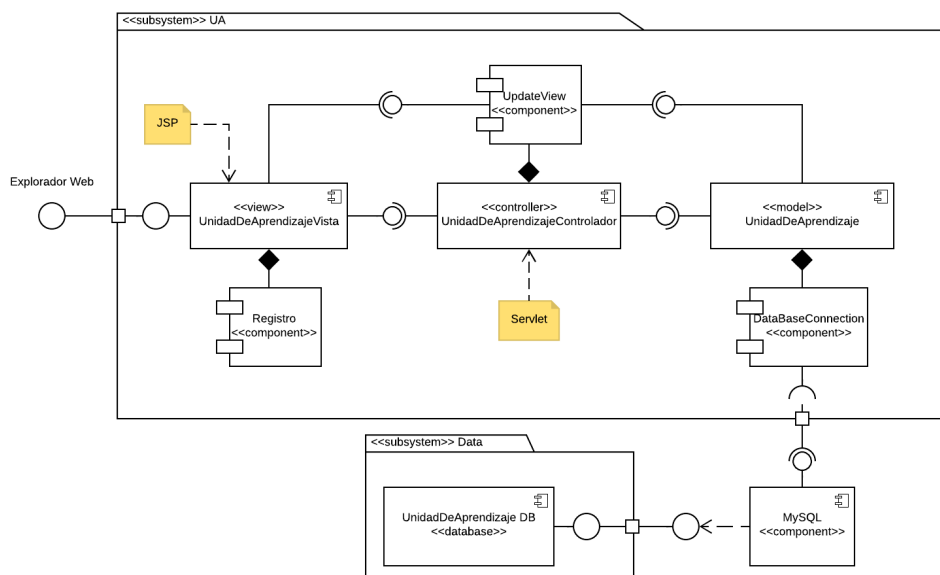 <<subsystem>> UA
UpdateView
<<component>>
JSP
Explorador Web
<<view>>
UnidadDeAprendizajeVista
<<controller>>
UnidadDeAprendizajeControlador
<<model>>
UnidadDeAprendizaje
Registro
<<component>>
Servlet
DataBaseConnection
<<component>>
<<subsystem>> Data
UnidadDeAprendizaje DB
<<database>>
MySQL
<<component>>